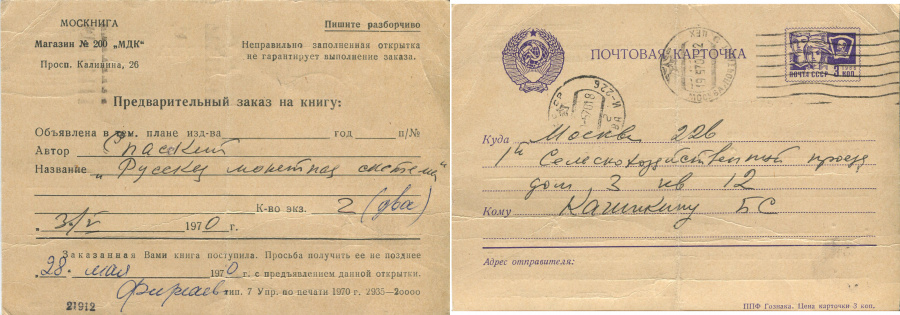 МОСКНИГА
Магазин № 200 „МДК"
Просп. Калинина, 26
Пишите разборчиво
Неправильно заполненная открытка
не гарантирует выполнение заказа.
Предварительный заказ на книгу:
Объявлена в тем. плане изд-ва год п/№
Автор Спасский
Название „Русская монетная система"
К-во экз. 2 (два)
1970 г.
Заказанная Вами книга поступила. Просьба получить ее не позднее
28 мая 1970 г. с предъявлением данной открытки.
тип. 7 Упр. по печати 1970 г. 2935—20000
21912
ПОЧТОВАЯ КАРТОЧКА
ПОЧТА СССР 3 КОП.
И-226
Куда Москва 226
1й Сельскохозяйственный проезд
дом 3 кв 12
Кому Кашинкину БС
Адрес отправителя:
ППФ Гознака. Цена карточки 3 коп.